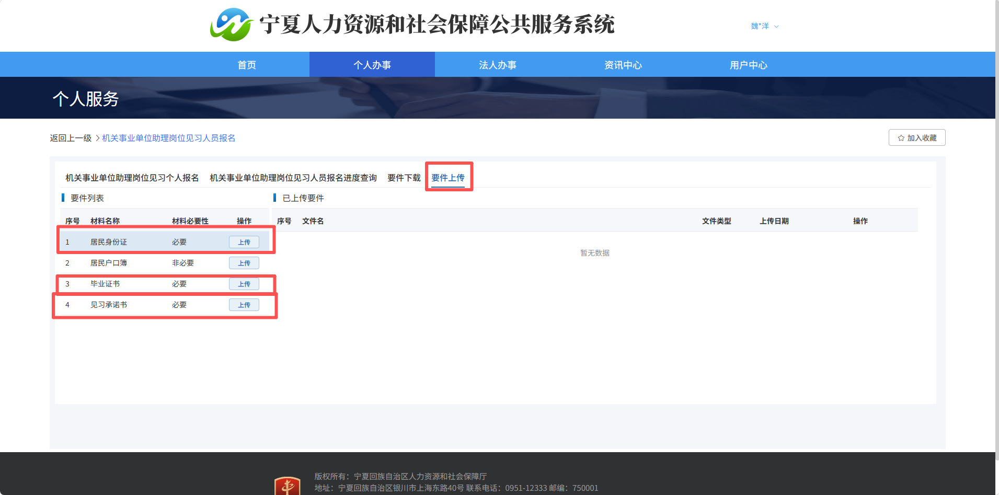 宁夏人力资源和社会保障公共服务系统
魏*洋
首页 个人办事 法人办事 资讯中心 用户中心
个人服务
返回上一级 > 机关事业单位助理岗位见习人员报名
加入收藏
机关事业单位助理岗位见习个人报名 机关事业单位助理岗位见习人员报名进度查询 要件下载 要件上传
要件列表 已上传要件
序号 材料名称 材料必要性 操作 序号 文件名 文件类型 上传日期 操作
1 居民身份证 必要 上传
暂无数据
2 居民户口簿 非必要 上传
3 毕业证书 必要 上传
4 见习承诺书 必要 上传
版权所有：宁夏回族自治区人力资源和社会保障厅
地址：宁夏回族自治区银川市上海东路40号 联系电话：0951-12333 邮编：750001